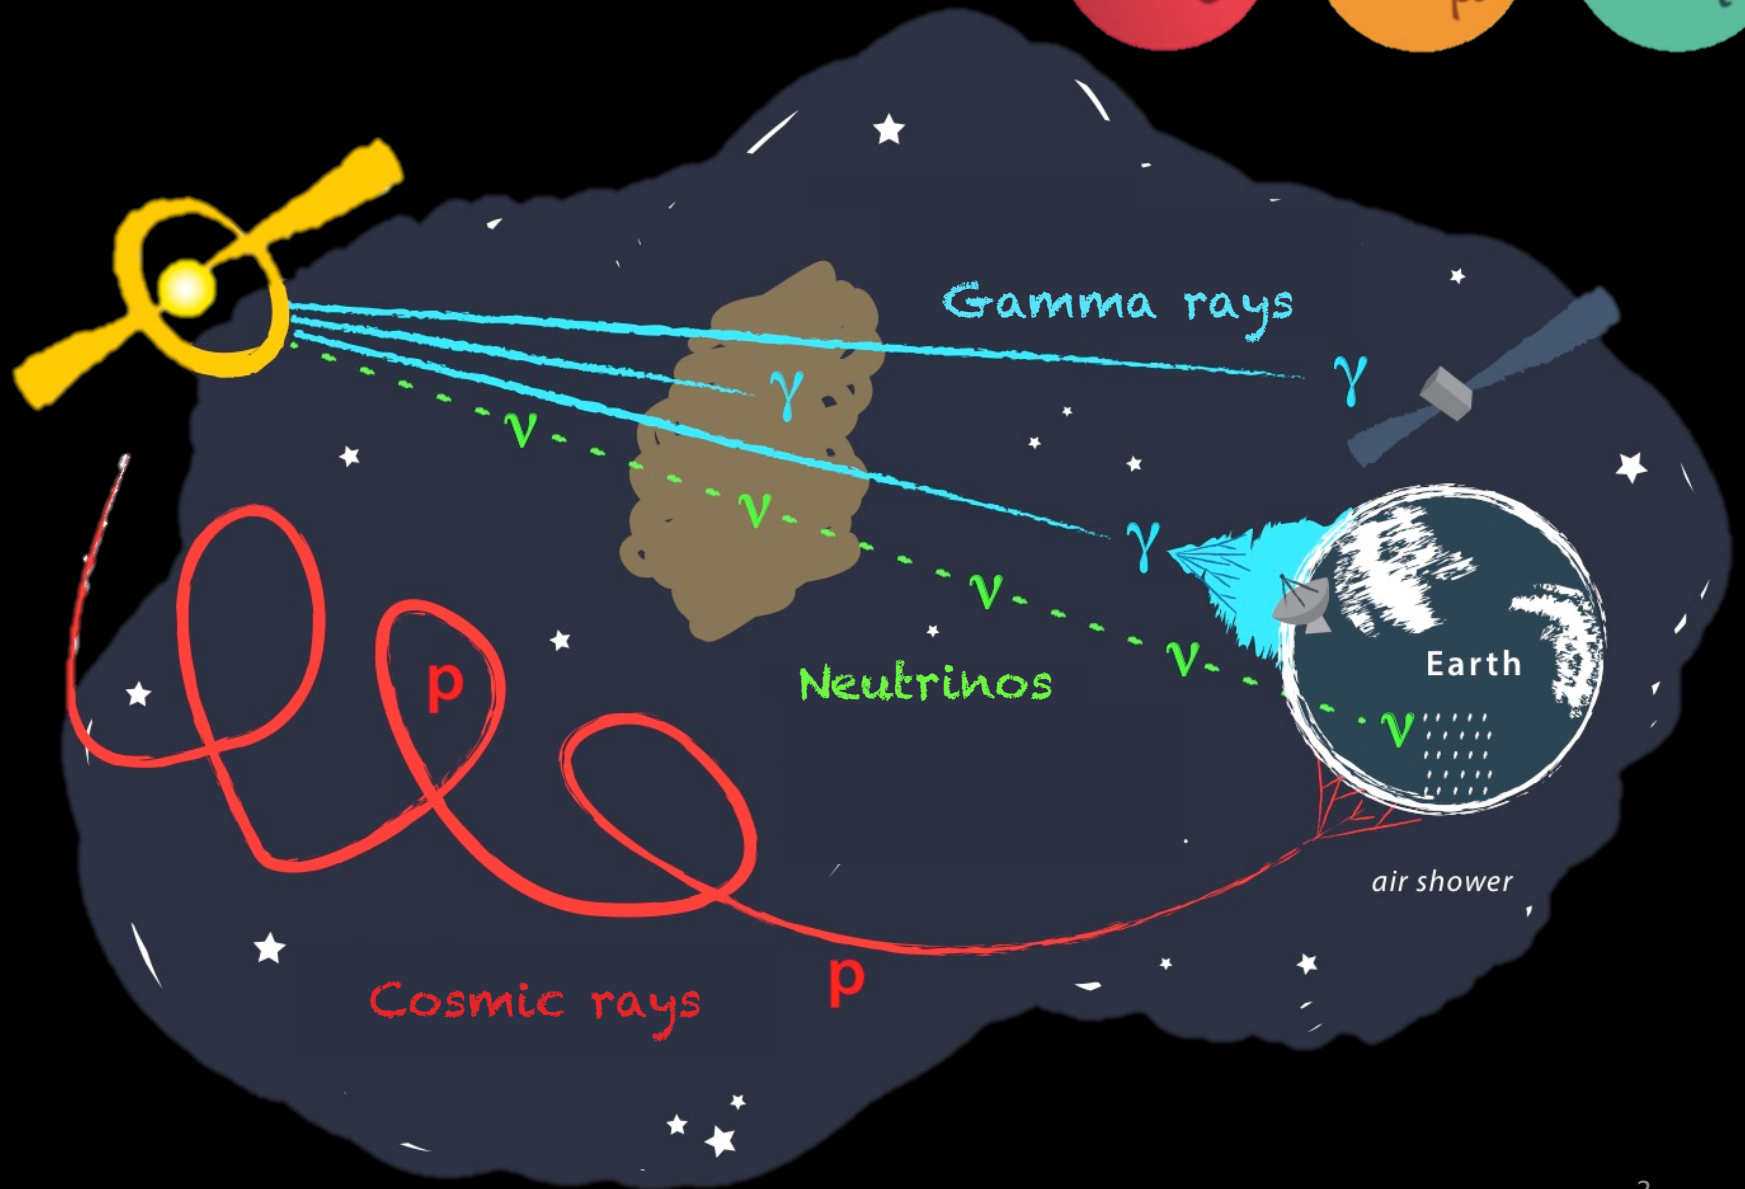 Gamma rays
γ
γ
ν
ν
γ
ν
ν
Earth
p
Neutrinos
ν
air shower
Cosmic rays
p